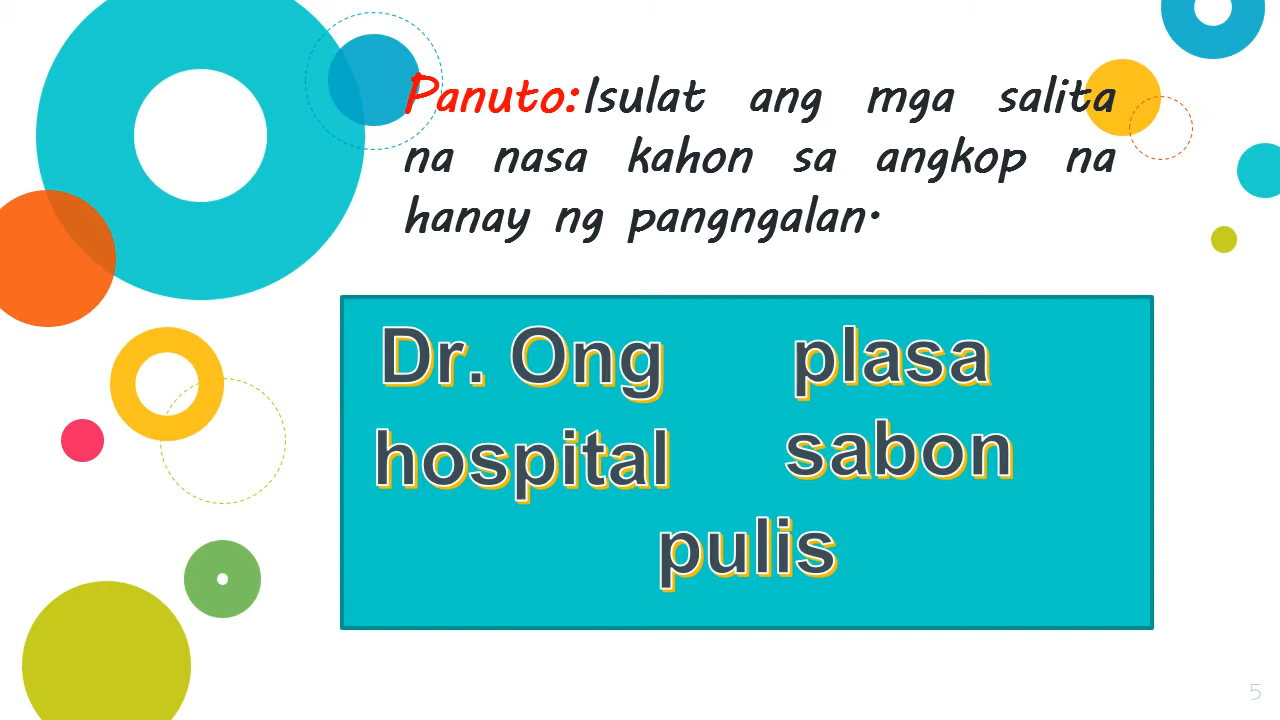 Panuto:Isulat ang mga salita
na nasa kahon sa angkop na
hanay ng pangngalan.
Dr. Ong plasa
hospital sabon
pulis
5